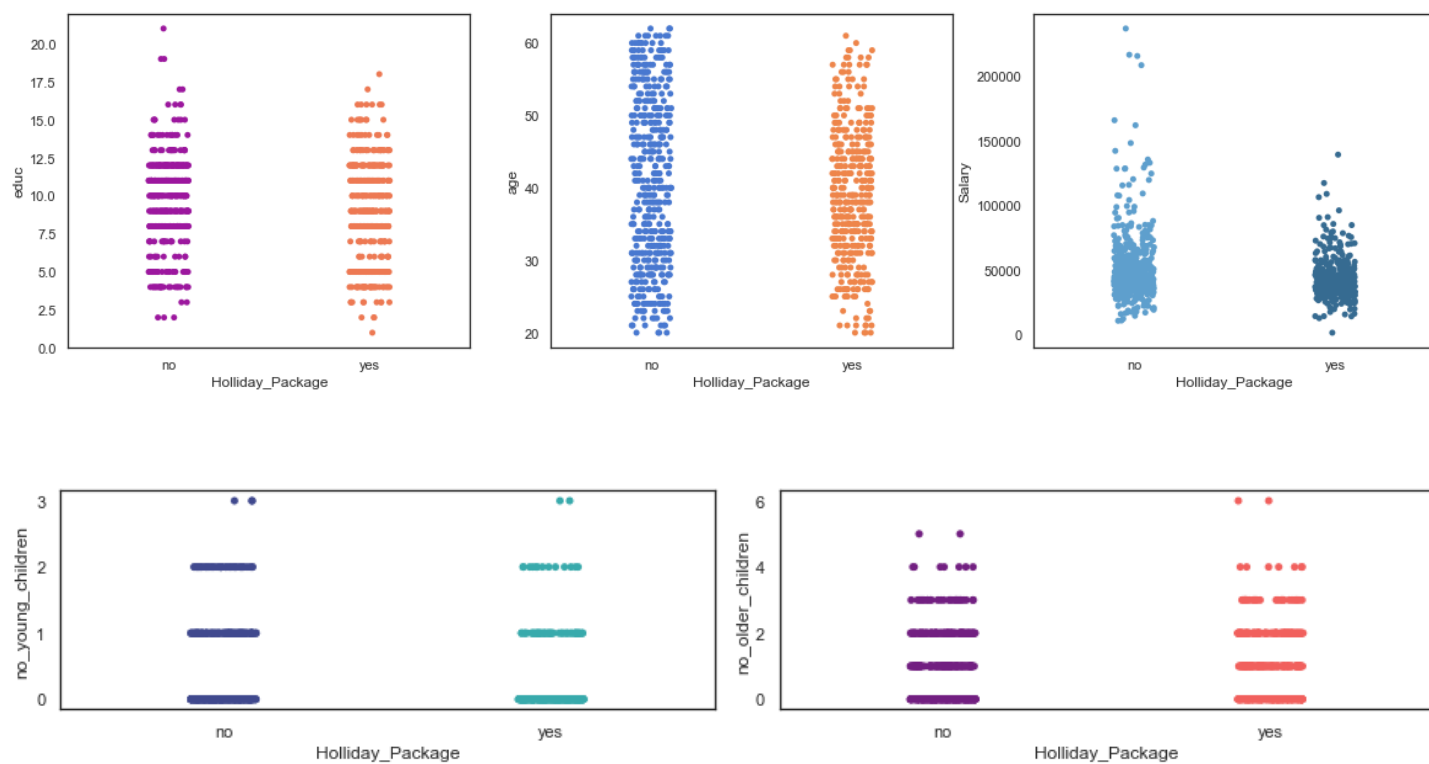 educ
20.0
17.5
15.0
12.5
10.0
7.5
5.0
2.5
0.0
no yes
Holliday_Package
age
60
50
40
30
20
no yes
Holliday_Package
Salary
200000
150000
100000
50000
0
no yes
Holliday_Package
no_young_children
3
2
1
0
no yes
Holliday_Package
no_older_children
6
4
2
0
no yes
Holliday_Package